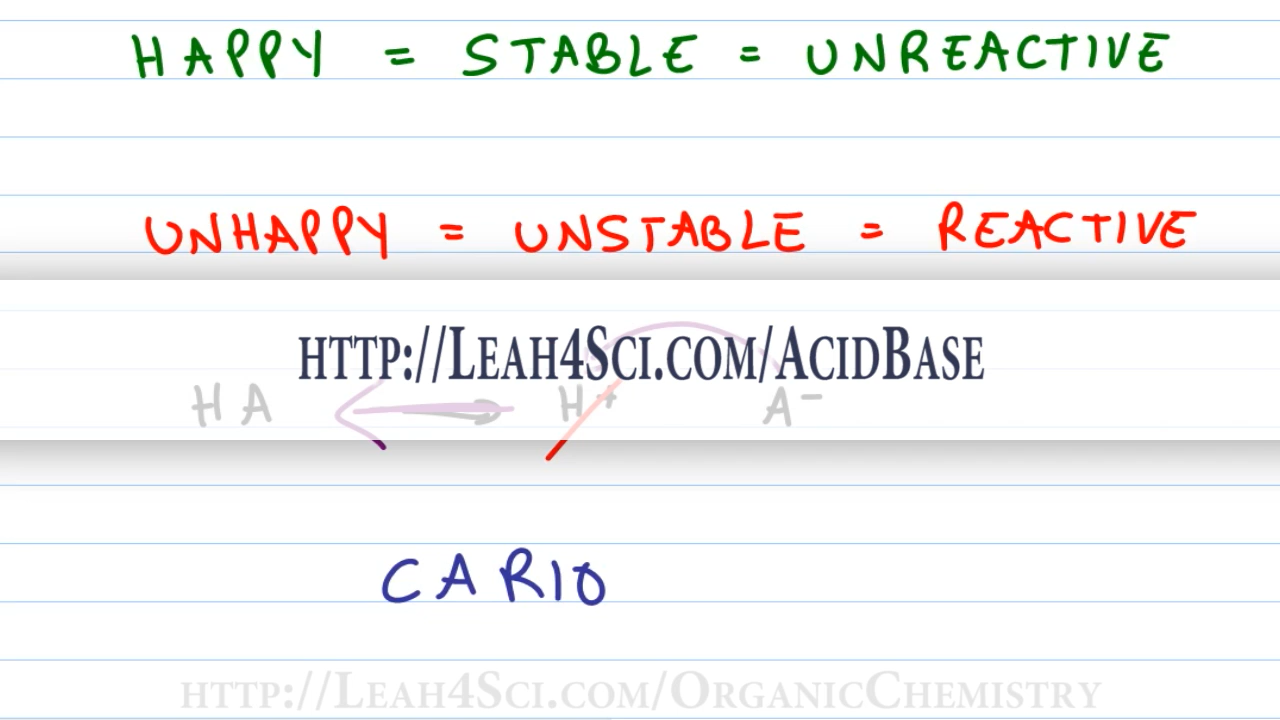 HAPPY = STABLE = UNREACTIVE
UNHAPPY = UNSTABLE = REACTIVE
HTTP://LEAH4SCI.COM/ACIDBASE
HA ⇌ H+ A−
CARIO
HTTP://LEAH4SCI.COM/ORGANICCHEMISTRY